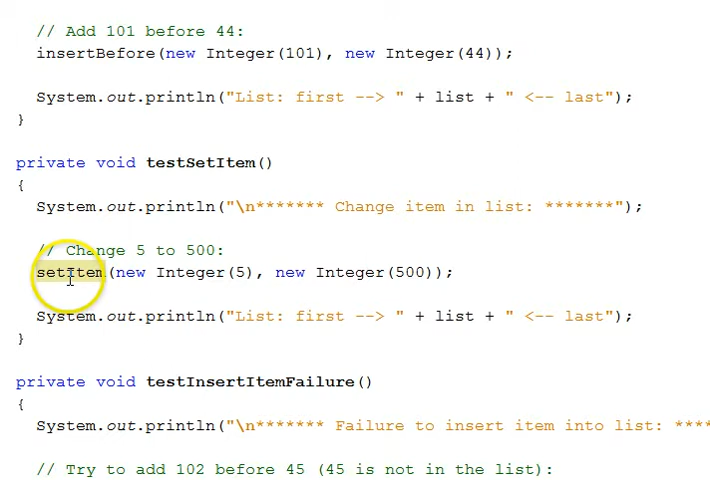 // Add 101 before 44:
insertBefore(new Integer(101), new Integer(44));
System.out.println("List: first --> " + list + " <-- last");
}
private void testSetItem()
{
System.out.println("\n******* Change item in list: *******");
// Change 5 to 500:
setItem(new Integer(5), new Integer(500));
System.out.println("List: first --> " + list + " <-- last");
}
private void testInsertItemFailure()
{
System.out.println("\n******* Failure to insert item into list: ****
// Try to add 102 before 45 (45 is not in the list):